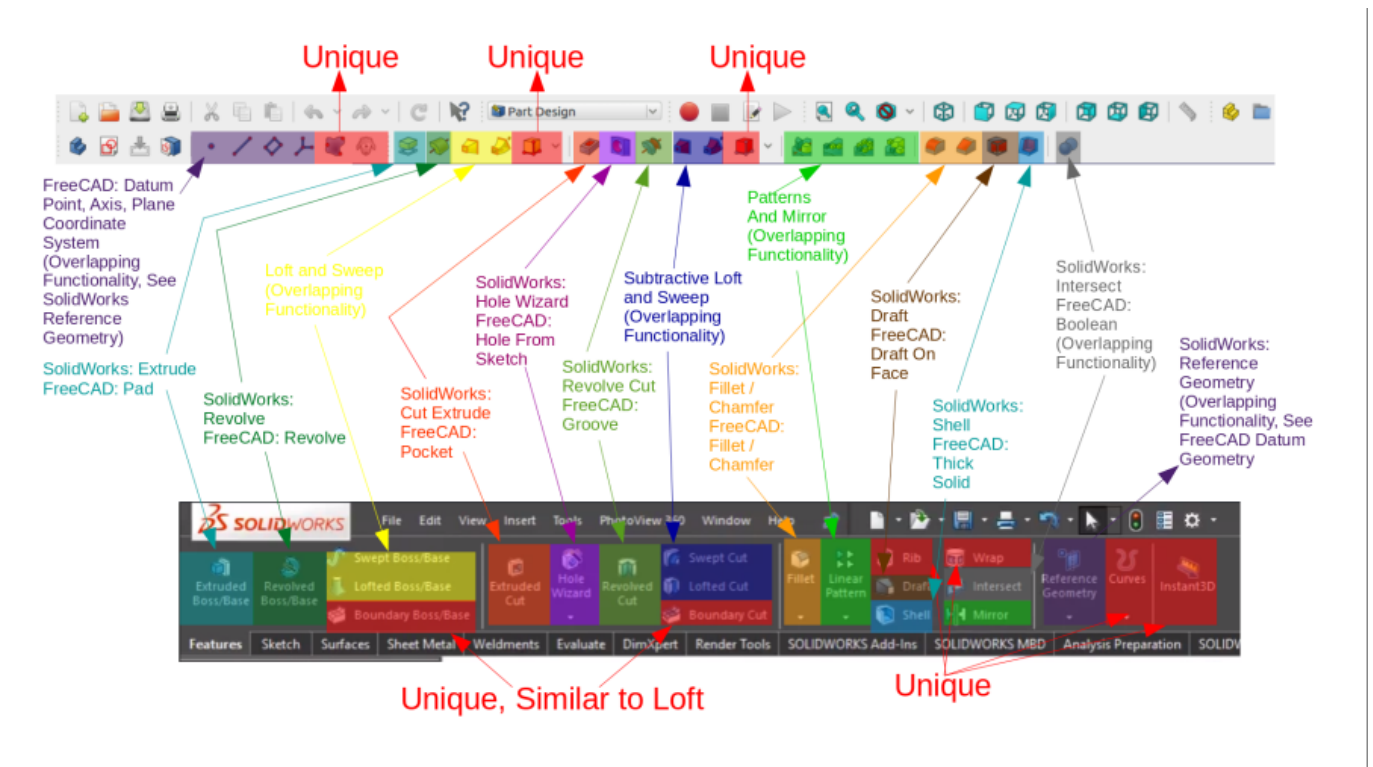 Unique
Unique
Unique
Part Design
FreeCAD: Datum
Point, Axis, Plane
Coordinate
System
(Overlapping
Functionality, See
SolidWorks
Reference
Geometry)
SolidWorks: Extrude
FreeCAD: Pad
SolidWorks:
Revolve
FreeCAD: Revolve
Loft and Sweep
(Overlapping
Functionality)
SolidWorks:
Cut Extrude
FreeCAD:
Pocket
SolidWorks:
Hole Wizard
FreeCAD:
Hole From
Sketch
SolidWorks:
Revolve Cut
FreeCAD:
Groove
Subtractive Loft
and Sweep
(Overlapping
Functionality)
Patterns
And Mirror
(Overlapping
Functionality)
SolidWorks:
Fillet /
Chamfer
FreeCAD:
Fillet /
Chamfer
SolidWorks:
Draft
FreeCAD:
Draft On
Face
SolidWorks:
Shell
FreeCAD:
Thick
Solid
SolidWorks:
Intersect
FreeCAD:
Boolean
(Overlapping
Functionality)
SolidWorks:
Reference
Geometry
(Overlapping
Functionality, See
FreeCAD Datum
Geometry
SOLIDWORKS File Edit View Insert Tools PhotoView 360 Window Help
Extruded
Boss/Base
Revolved
Boss/Base
Swept Boss/Base
Lofted Boss/Base
Boundary Boss/Base
Extruded
Cut
Hole
Wizard
Revolved
Cut
Swept Cut
Lofted Cut
Boundary Cut
Fillet
Linear
Pattern
Rib
Draft
Shell
Wrap
Intersect
Mirror
Reference
Geometry
Curves
Instant3D
Features Sketch Surfaces Sheet Metal Weldments Evaluate DimXpert Render Tools SOLIDWORKS Add-Ins SOLIDWORKS MBD Analysis Preparation SOLIDW
Unique, Similar to Loft
Unique